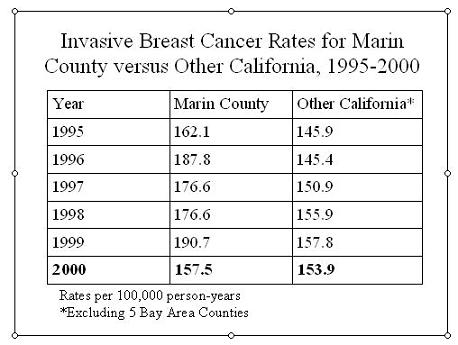 Invasive Breast Cancer Rates for Marin
County versus Other California, 1995-2000
Year Marin County Other California*
1995 162.1 145.9
1996 187.8 145.4
1997 176.6 150.9
1998 176.6 155.9
1999 190.7 157.8
2000 157.5 153.9
Rates per 100,000 person-years
*Excluding 5 Bay Area Counties